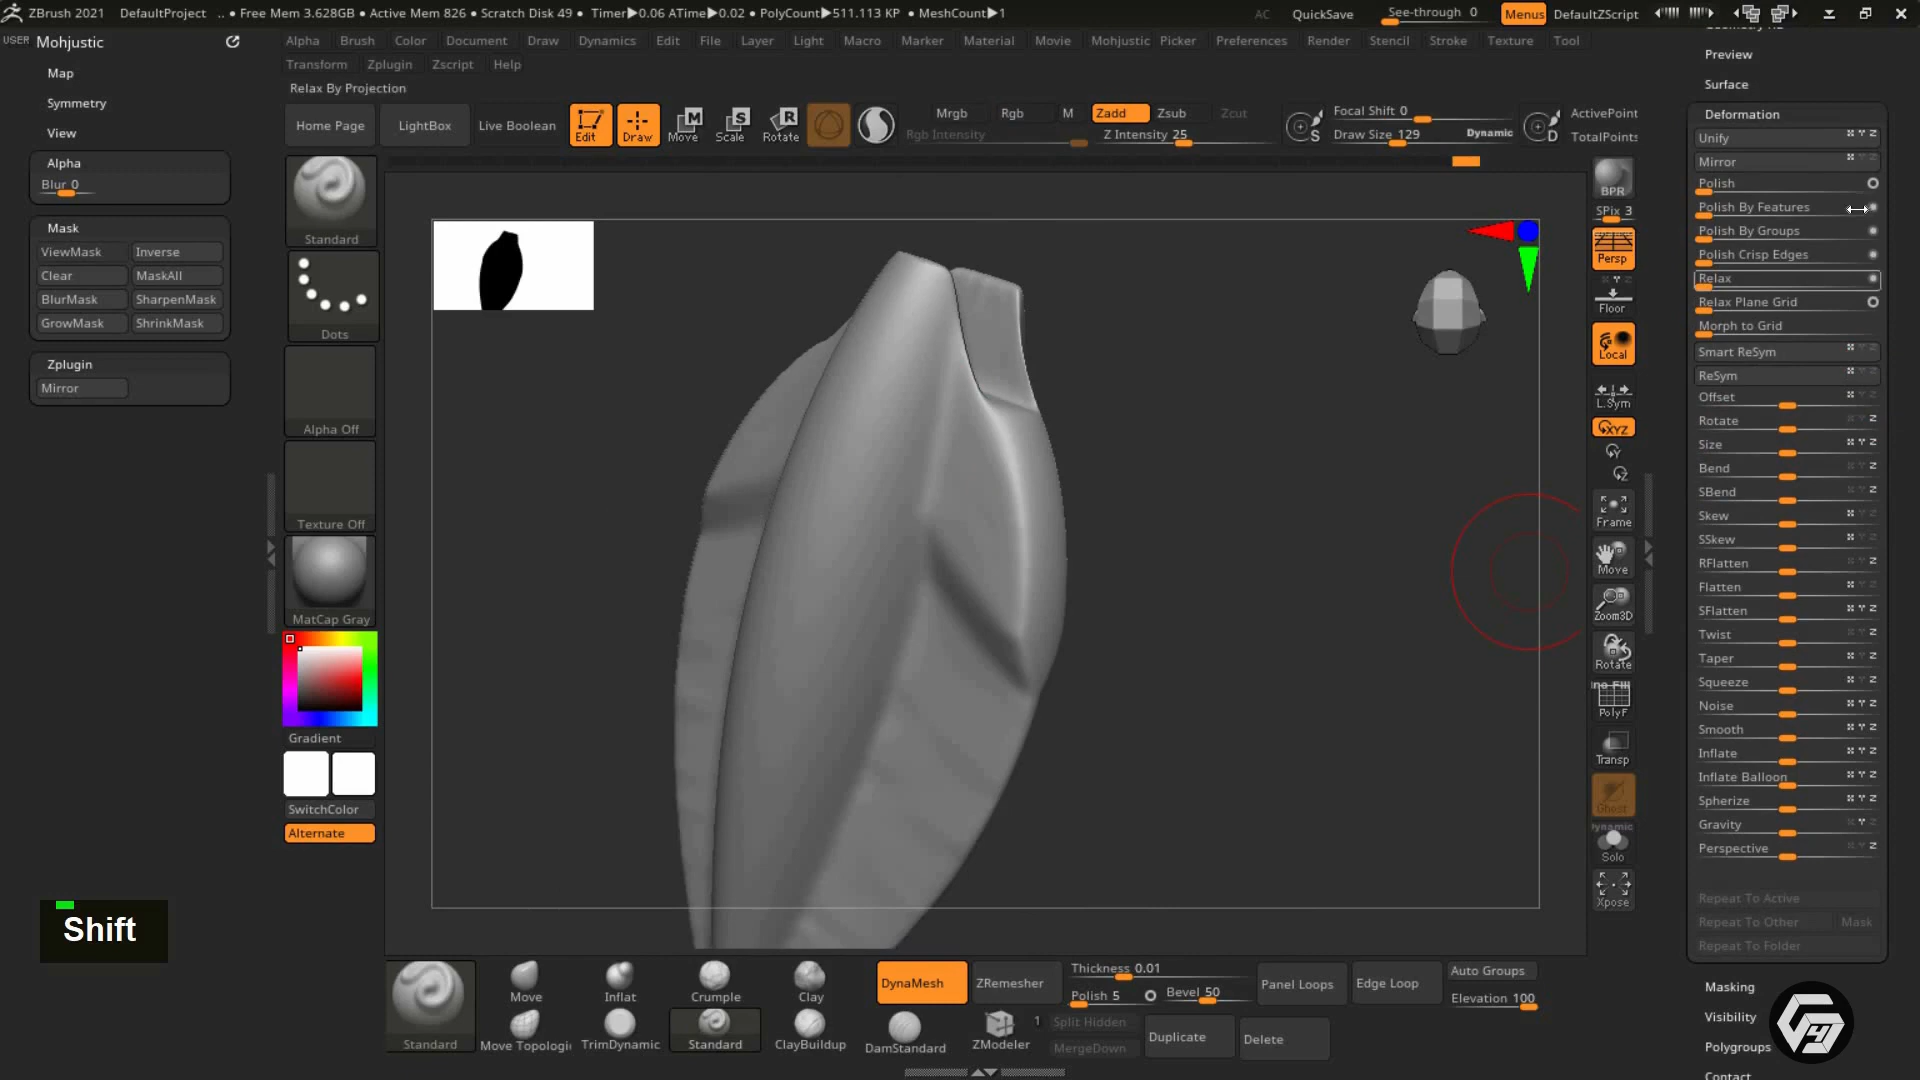 ZBrush 2021 DefaultProject .. • Free Mem 3.628GB • Active Mem 826 • Scratch Disk 49 • Timer▶0.06 ATime▶0.02 • PolyCount▶511.113 KP • MeshCount▶1 AC QuickSave See-through 0 Menus DefaultZScript
USER Mohjustic
Alpha Brush Color Document Draw Dynamics Edit File Layer Light Macro Marker Material Movie Mohjustic Picker Preferences Render Stencil Stroke Texture Tool
Transform Zplugin Zscript Help
Relax By Projection
Home Page LightBox Live Boolean Edit Draw Move Scale Rotate
Mrgb Rgb M Zadd Zsub Zcut
Rgb Intensity Z Intensity 25
Focal Shift 0
Draw Size 129 Dynamic
S
D
ActivePoint
TotalPoints
Map
Symmetry
View
Alpha
Blur 0
Mask
ViewMask Inverse
Clear MaskAll
BlurMask SharpenMask
GrowMask ShrinkMask
Zplugin
Mirror
Standard
Dots
Alpha Off
Texture Off
MatCap Gray
Gradient
SwitchColor
Alternate
Shift
BPR
SPix 3
Persp
Floor
Local
L.Sym
XYZ
Y
Z
Frame
Move
Zoom3D
Rotate
PolyF
Transp
Ghost
Dynamic
Solo
Xpose
Preview
Surface
Deformation
Unify
Mirror
Polish
Polish By Features
Polish By Groups
Polish Crisp Edges
Relax
Relax Plane Grid
Morph to Grid
Smart ReSym
ReSym
Offset
Rotate
Size
Bend
SBend
Skew
SSkew
RFlatten
Flatten
SFlatten
Twist
Taper
Squeeze
Noise
Smooth
Inflate
Inflate Balloon
Spherize
Gravity
Perspective
Repeat To Active
Repeat To Other Mask
Repeat To Folder
Masking
Visibility
Polygroups
Contact
Standard
Move Inflat Crumple Clay
Move Topologic TrimDynamic Standard ClayBuildup DamStandard ZModeler 1
DynaMesh ZRemesher
Thickness 0.01
Polish 5 Bevel 50
Panel Loops Edge Loop
Auto Groups
Elevation 100
Split Hidden
MergeDown
Duplicate Delete